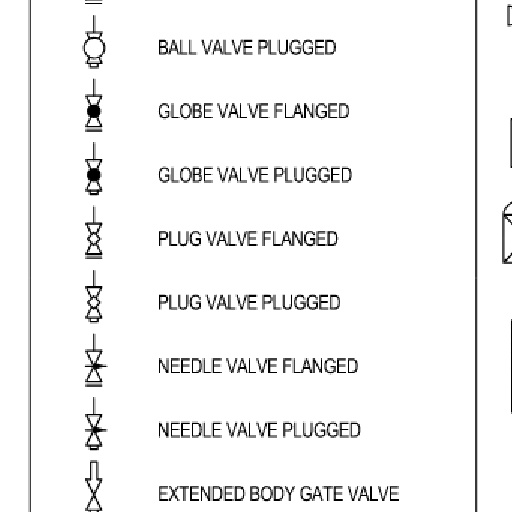 BALL VALVE PLUGGED
GLOBE VALVE FLANGED
GLOBE VALVE PLUGGED
PLUG VALVE FLANGED
PLUG VALVE PLUGGED
NEEDLE VALVE FLANGED
NEEDLE VALVE PLUGGED
EXTENDED BODY GATE VALVE